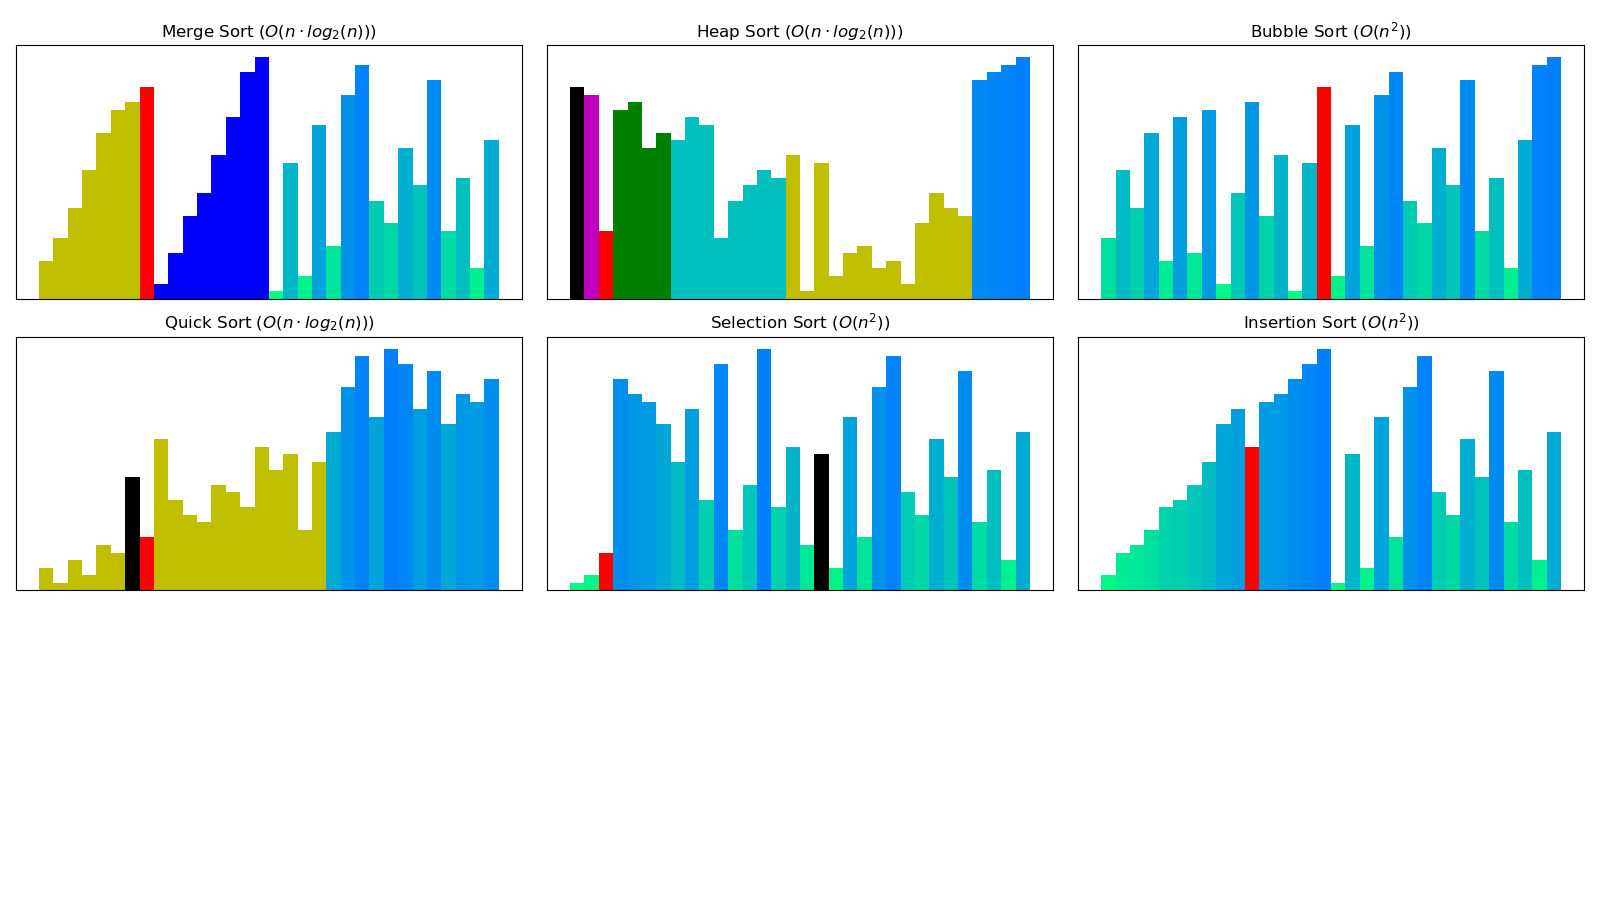 Merge Sort (O(n · log₂(n)))
Heap Sort (O(n · log₂(n)))
Bubble Sort (O(n²))
Quick Sort (O(n · log₂(n)))
Selection Sort (O(n²))
Insertion Sort (O(n²))